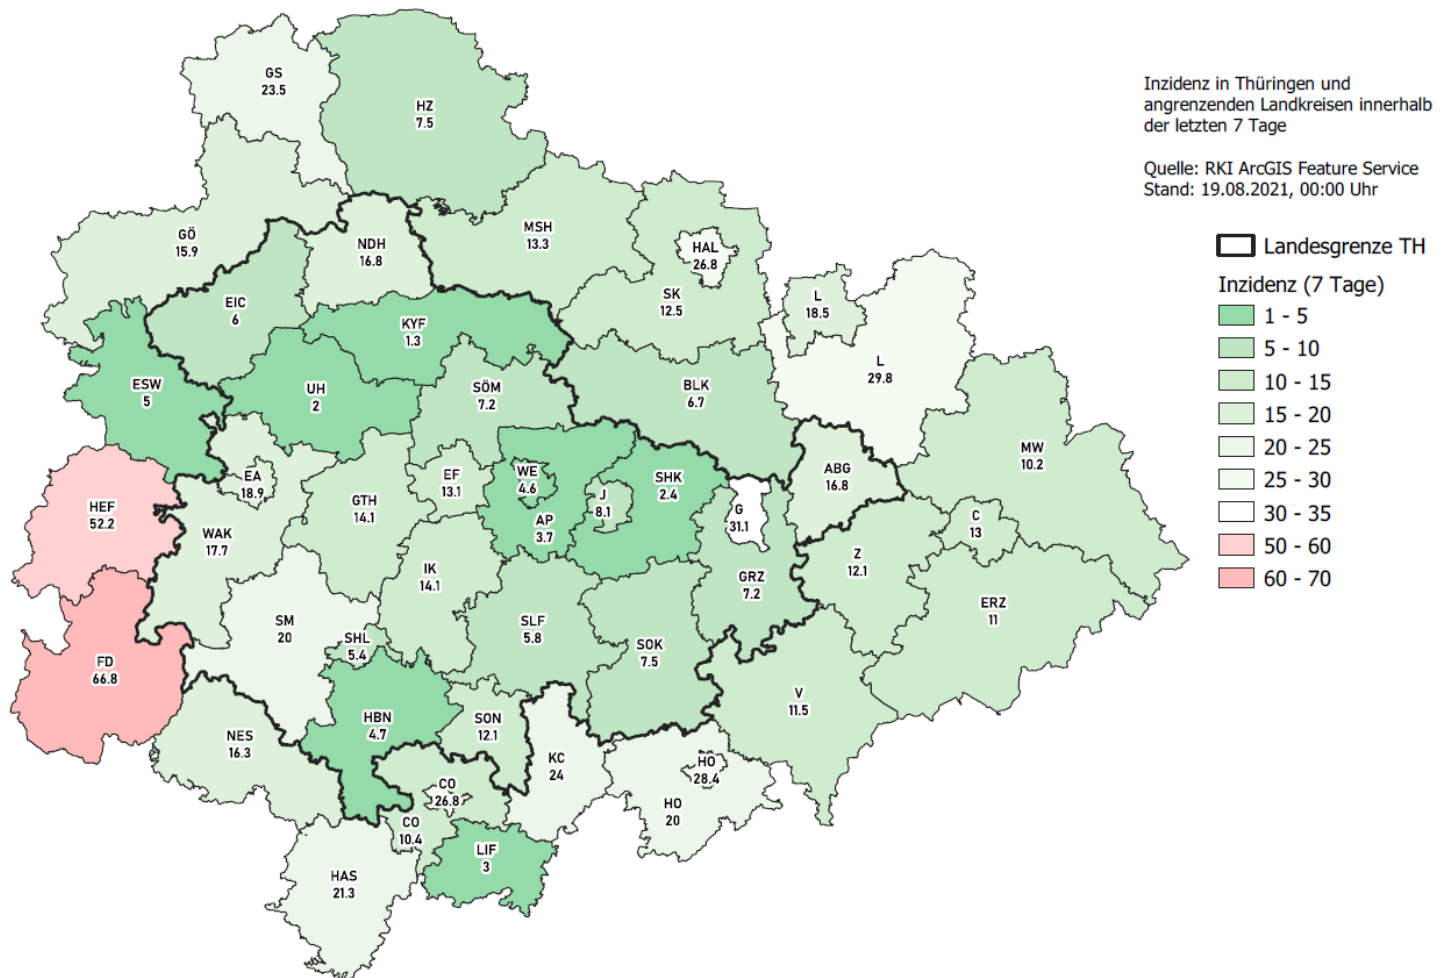 Inzidenz in Thüringen und
angrenzenden Landkreisen innerhalb
der letzten 7 Tage
Quelle: RKI ArcGIS Feature Service
Stand: 19.08.2021, 00:00 Uhr
Landesgrenze TH
Inzidenz (7 Tage)
1 - 5
5 - 10
10 - 15
15 - 20
20 - 25
25 - 30
30 - 35
50 - 60
60 - 70
GS
23.5
HZ
7.5
GÖ
15.9
NDH
16.8
MSH
13.3
HAL
26.8
SK
12.5
L
18.5
L
29.8
EIC
6
KYF
1.3
ESW
5
UH
2
SÖM
7.2
BLK
6.7
MW
10.2
ABG
16.8
HEF
52.2
EA
18.9
GTH
14.1
EF
13.1
WE
4.6
AP
3.7
J
8.1
SHK
2.4
G
31.1
C
13
WAK
17.7
IK
14.1
GRZ
7.2
Z
12.1
ERZ
11
FD
66.8
SM
20
SHL
5.4
SLF
5.8
SOK
7.5
V
11.5
NES
16.3
HBN
4.7
SON
12.1
KC
24
HO
28.4
HO
20
CO
26.8
CO
10.4
LIF
3
HAS
21.3